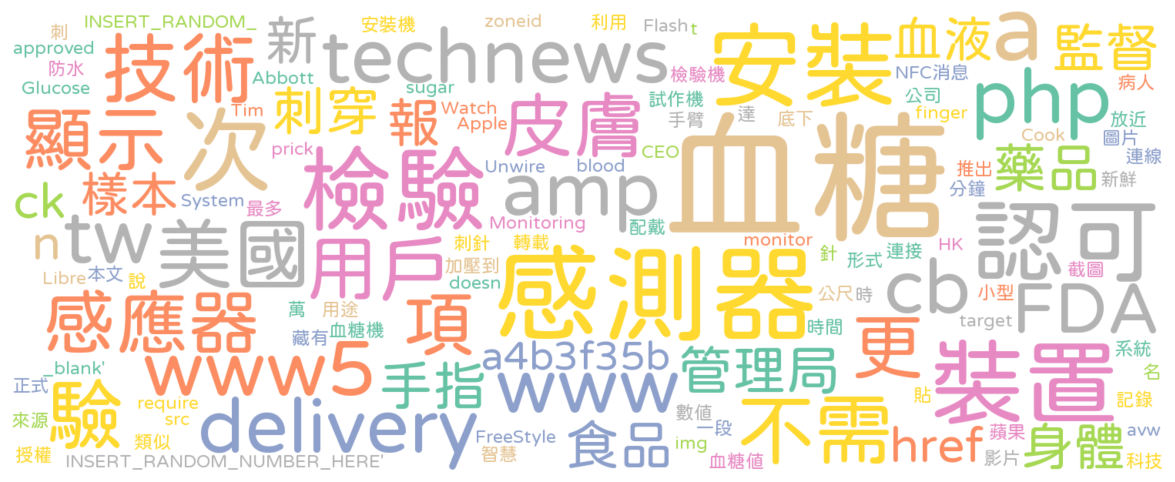 INSERT_RANDOM_
安裝機
zoneid
利用
Flash
t
a
刺
approved
防水
Glucose
技術
新
technews
安裝
血液
監督
Abbott
sugar
檢驗機
NFC消息
病人
Tim
刺穿
報
Watch
Apple
皮膚
試作機
手臂
達
底下
公司
finger
php
放近
顯示
次
prick
檢驗
Unwire
blood
CEO
血糖
Cook
圖片
連線
ck
樣本
System
最多
amp
Monitoring
配戴
推出
分鐘
藥品
新鮮
n
tw
美國
用戶
刺針
轉載
加壓到
doesn
monitor
感測器
針
形式
連接
HK
認可
截圖
Libre
本文
說
萬
用途
藏有
血糖機
公尺
時
cb
小型
FDA
target
感應器
項
時間
更
系統
名
_blank'
正式
www5
手指
a4b3f35b
www
管理局
裝置
驗
require
src
來源
類似
授權
delivery
FreeStyle
智慧
食品
數值
一段
img
血糖值
不需
貼
href
蘋果
影片
身體
記錄
avw
科技
INSERT_RANDOM_NUMBER_HERE'